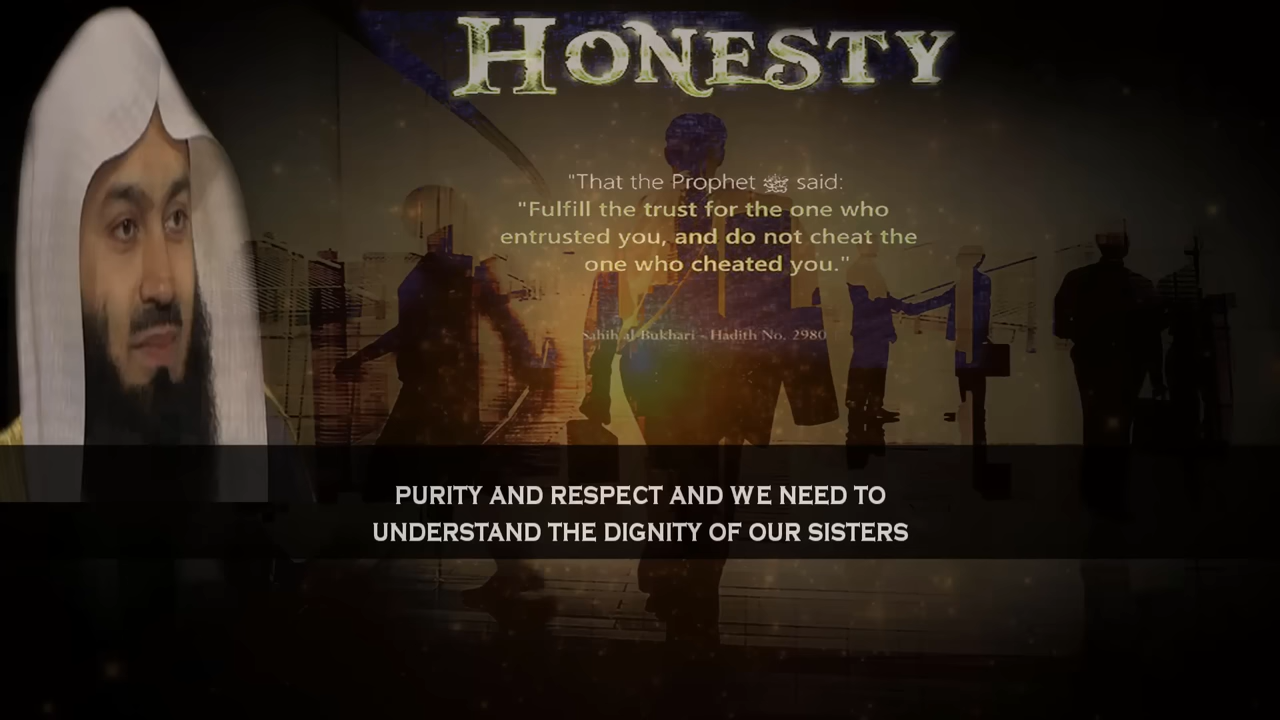 HONESTY
"That the Prophet ﷺ said:
"Fulfill the trust for the one who
entrusted you, and do not cheat the
one who cheated you."
Sahih al-Bukhari - Hadith No. 2980
PURITY AND RESPECT AND WE NEED TO
UNDERSTAND THE DIGNITY OF OUR SISTERS